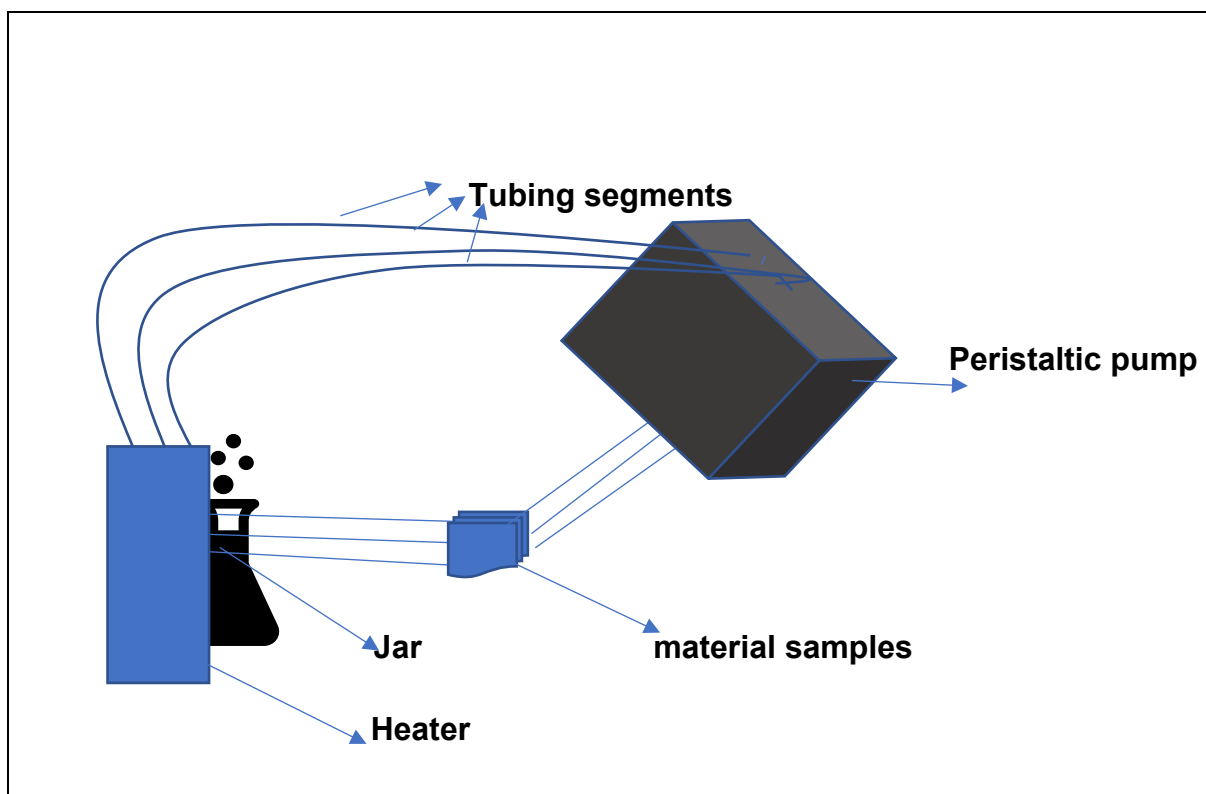 Tubing segments
Peristaltic pump
Jar
material samples
Heater